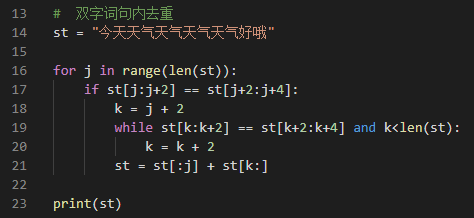 13 # 双字词句内去重
14 st = "今天天气天气天气天气好哦"
15
16 for j in range(len(st)):
17     if st[j:j+2] == st[j+2:j+4]:
18         k = j + 2
19         while st[k:k+2] == st[k+2:k+4] and k<len(st):
20             k = k + 2
21         st = st[:j] + st[k:]
22
23 print(st)